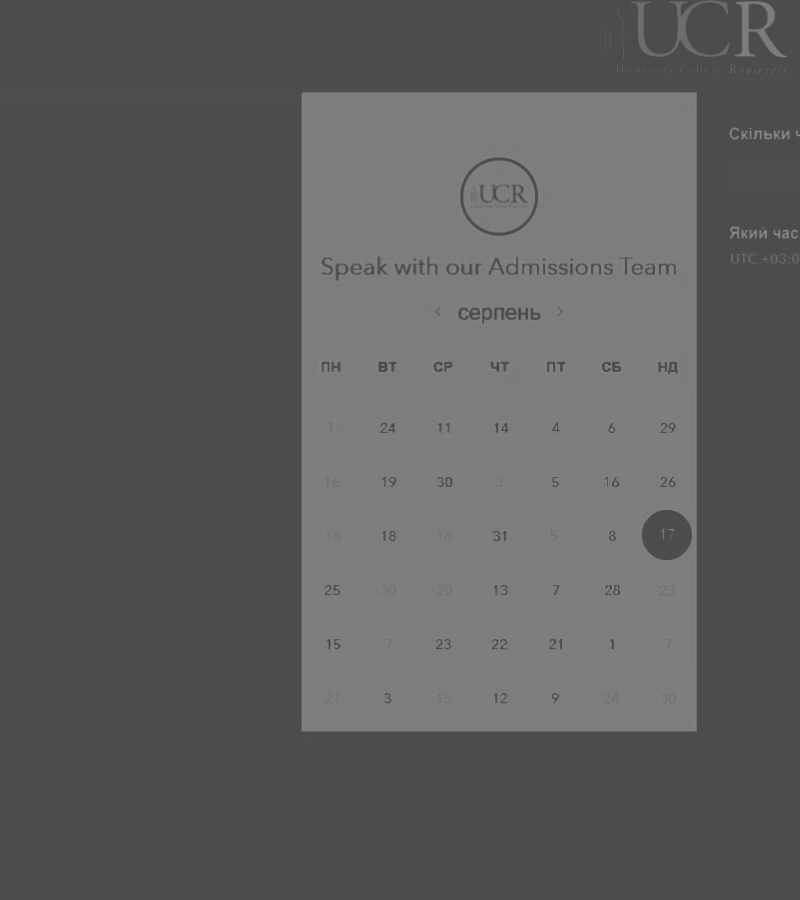 UCR
University College Roosevelt
Скільки ч
UCR
Який час
UTC +03:0
Speak with our Admissions Team
< серпень >
ПН ВТ СР ЧТ ПТ СБ НД
1 24 11 14 4 6 29
16 19 30 3 5 16 26
18 18 18 31 5 8 17
25 30 20 13 7 28 23
15 7 23 22 21 1 7
21 3 15 12 9 24 30